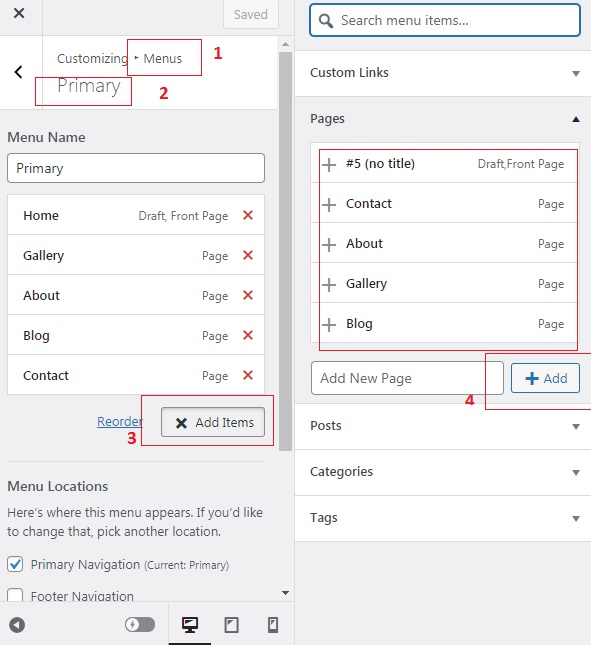 Saved
Customizing ▸ Menus 1
Primary 2
Menu Name
Primary
Home Draft, Front Page
Gallery Page
About Page
Blog Page
Contact Page
Reorder Add Items
3
Menu Locations
Here's where this menu appears. If you'd like
to change that, pick another location.
Primary Navigation (Current: Primary)
Footer Navigation
Search menu items...
Custom Links
Pages
#5 (no title) Draft,Front Page
Contact Page
About Page
Gallery Page
Blog Page
Add New Page Add
4
Posts
Categories
Tags